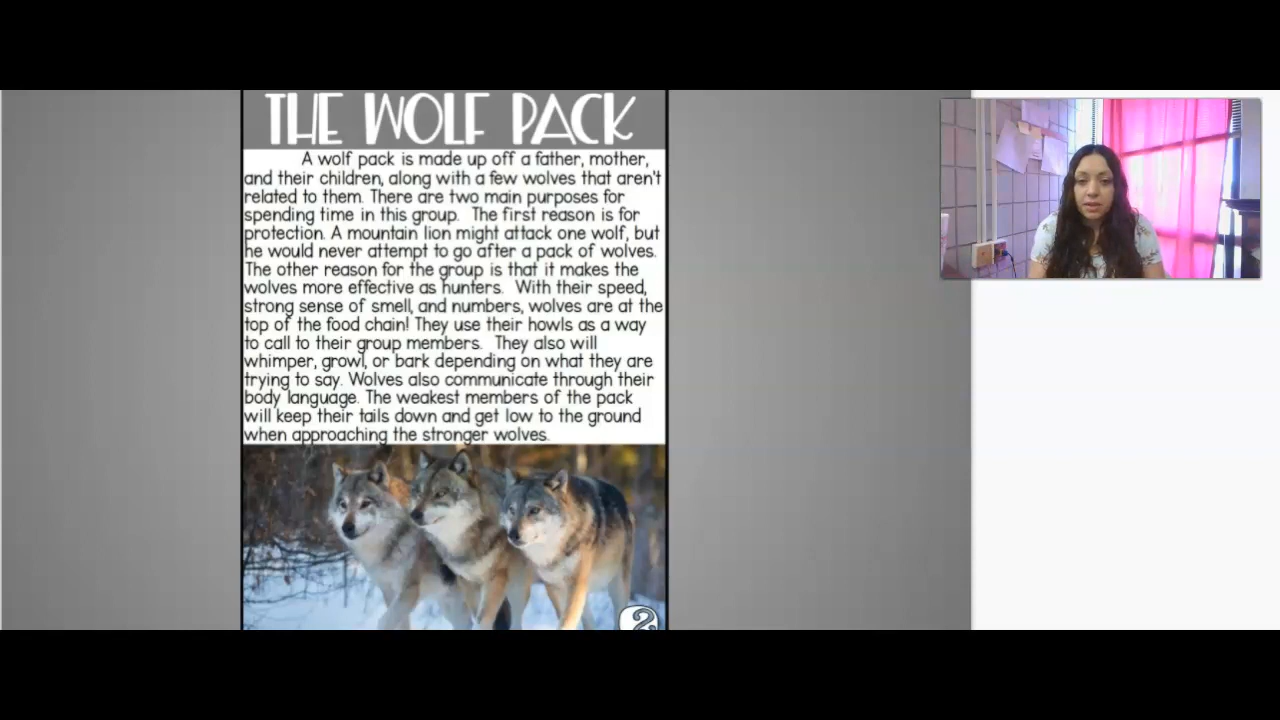 THE WOLF PACK
A wolf pack is made up off a father, mother,
and their children, along with a few wolves that aren't
related to them. There are two main purposes for
spending time in this group. The first reason is for
protection. A mountain lion might attack one wolf, but
he would never attempt to go after a pack of wolves.
The other reason for the group is that it makes the
wolves more effective as hunters. With their speed,
strong sense of smell, and numbers, wolves are at the
top of the food chain! They use their howls as a way
to call to their group members. They also will
whimper, growl, or bark depending on what they are
trying to say. Wolves also communicate through their
body language. The weakest members of the pack
will keep their tails down and get low to the ground
when approaching the stronger wolves.
2